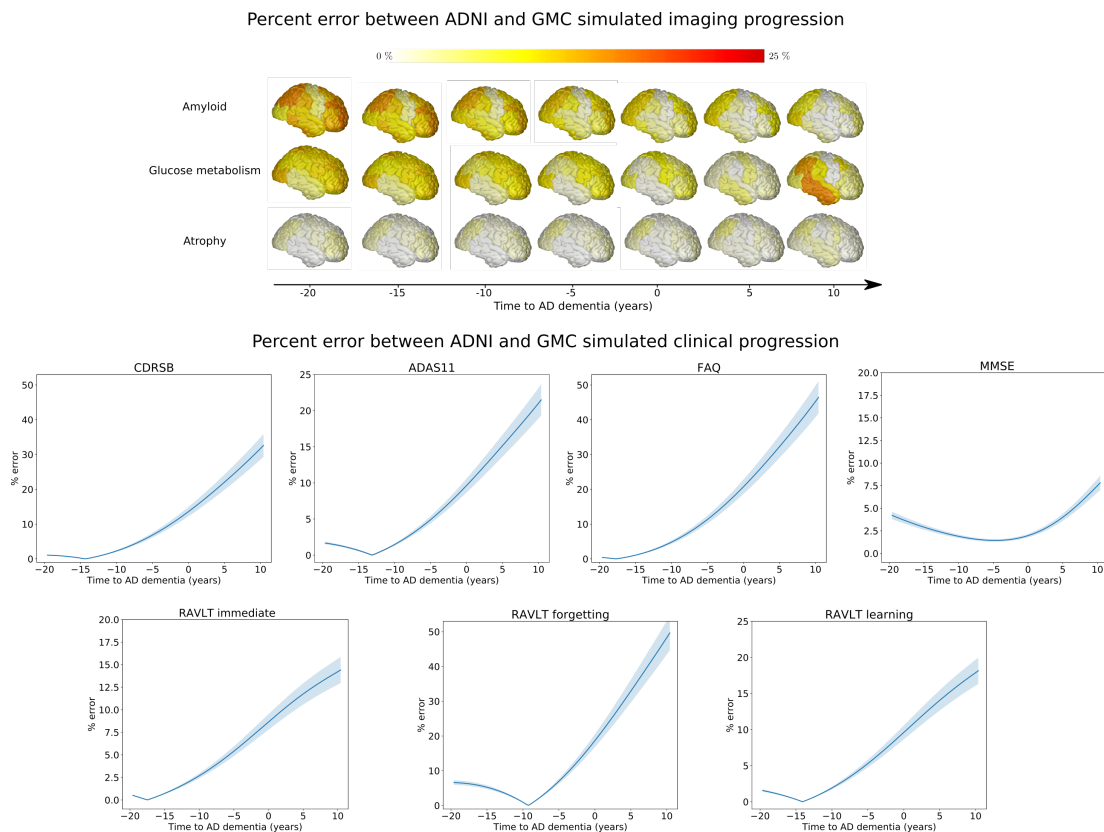 Percent error between ADNI and GMC simulated imaging progression
0 % 25 %
Amyloid
Glucose metabolism
Atrophy
-20 -15 -10 -5 0 5 10
Time to AD dementia (years)
Percent error between ADNI and GMC simulated clinical progression
CDRSB
50
40
30
20
10
0
% error
−20 −15 −10 −5 0 5 10
Time to AD dementia (years)
ADAS11
25
20
15
10
5
0
% error
−20 −15 −10 −5 0 5 10
Time to AD dementia (years)
FAQ
50
40
30
20
10
0
% error
−20 −15 −10 −5 0 5 10
Time to AD dementia (years)
MMSE
20.0
17.5
15.0
12.5
10.0
7.5
5.0
2.5
0.0
% error
−20 −15 −10 −5 0 5 10
Time to AD dementia (years)
RAVLT immediate
20.0
17.5
15.0
12.5
10.0
7.5
5.0
2.5
0.0
% error
−20 −15 −10 −5 0 5 10
Time to AD dementia (years)
RAVLT forgetting
50
40
30
20
10
0
% error
−20 −15 −10 −5 0 5 10
Time to AD dementia (years)
RAVLT learning
25
20
15
10
5
0
% error
−20 −15 −10 −5 0 5 10
Time to AD dementia (years)